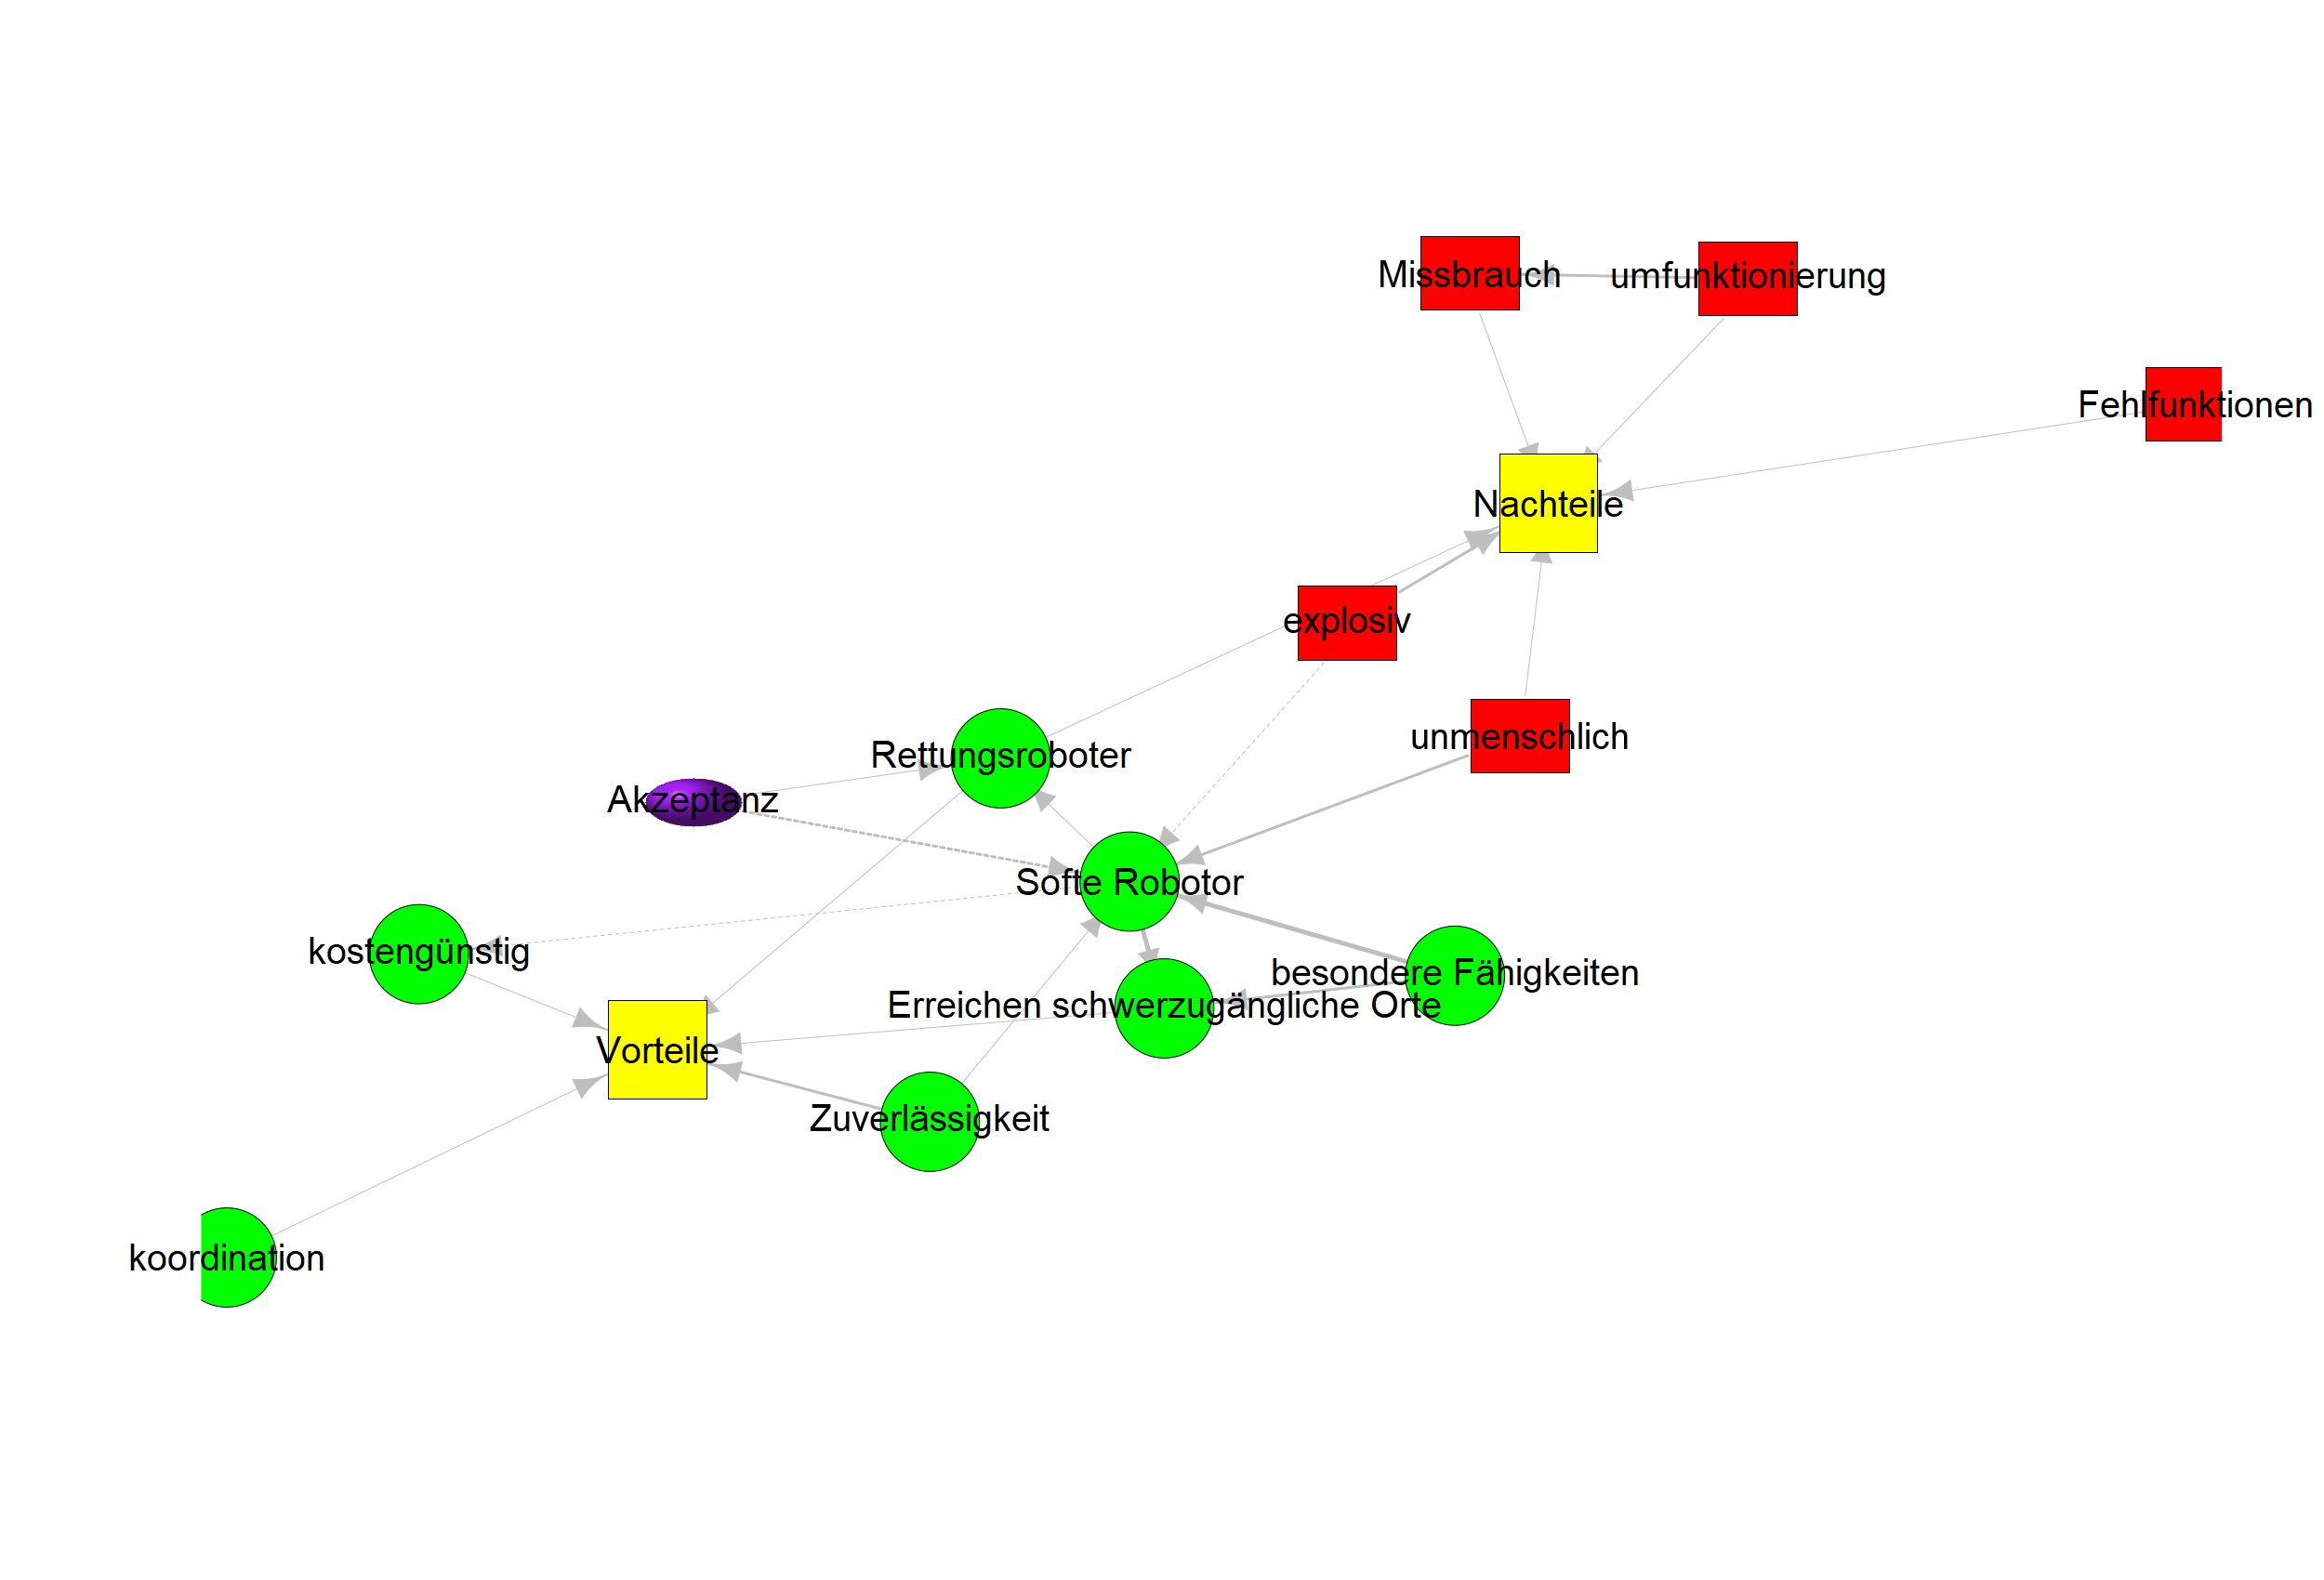 Missbrauch
umfunktionierung
Fehlfunktionen
Nachteile
explosiv
unmenschlich
Rettungsroboter
Akzeptanz
Softe Robotor
kostengünstig
besondere Fähigkeiten
Erreichen schwerzugängliche Orte
Vorteile
Zuverlässigkeit
koordination